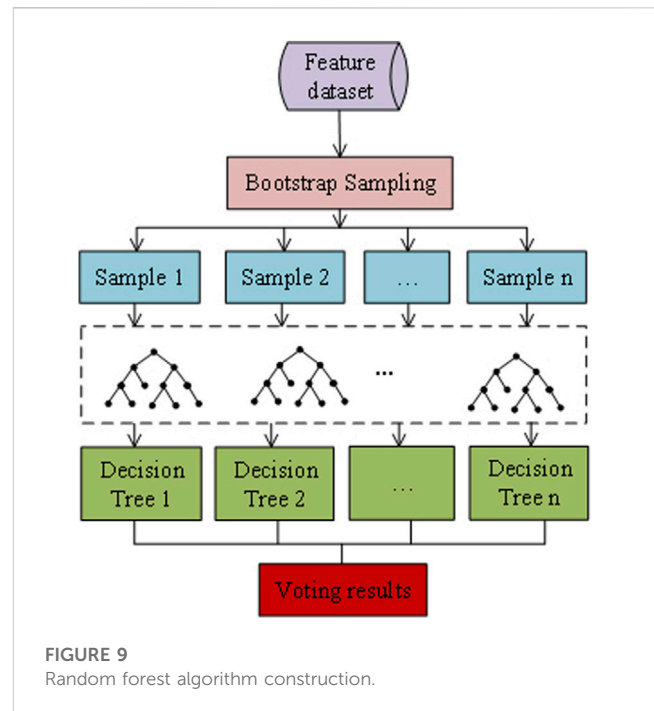 Feature
dataset
Bootstrap Sampling
Sample 1
Sample 2
...
Sample n
...
Decision
Tree 1
Decision
Tree 2
...
Decision
Tree n
Voting results
FIGURE 9
Random forest algorithm construction.